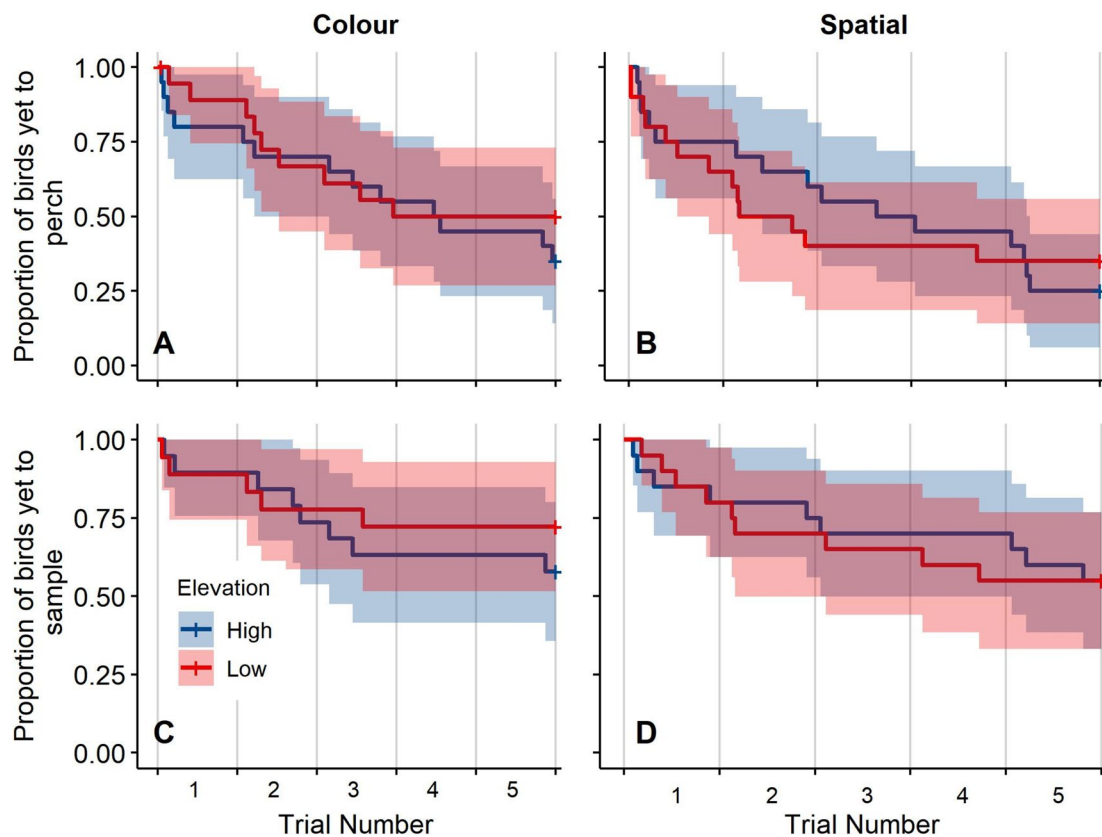 Colour
Spatial
Proportion of birds yet to
perch
1.00
0.75
0.50
0.25
0.00
A
B
Proportion of birds yet to
sample
1.00
0.75
0.50
0.25
0.00
Elevation
High
Low
C
D
1 2 3 4 5
1 2 3 4 5
Trial Number
Trial Number